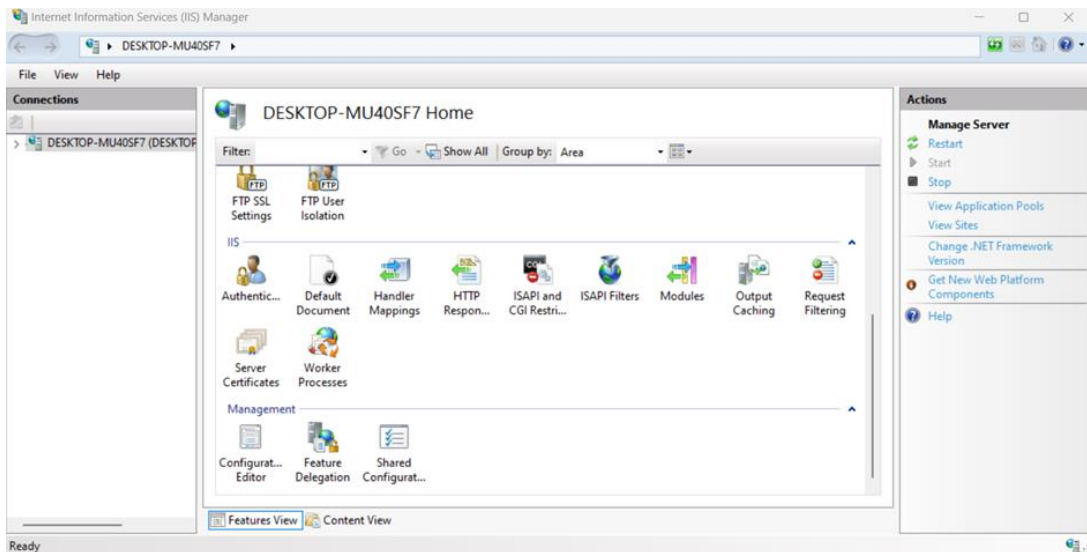 Internet Information Services (IIS) Manager
DESKTOP-MU40SF7
File View Help
Connections
DESKTOP-MU40SF7 (DESKTOP
DESKTOP-MU40SF7 Home
Filter: Go Show All Group by: Area
FTP SSL Settings
FTP User Isolation
IIS
Authentic...
Default Document
Handler Mappings
HTTP Respon...
ISAPI and CGI Restri...
ISAPI Filters
Modules
Output Caching
Request Filtering
Server Certificates
Worker Processes
Management
Configurat... Editor
Feature Delegation
Shared Configurat...
Features View Content View
Actions
Manage Server
Restart
Start
Stop
View Application Pools
View Sites
Change .NET Framework
Version
Get New Web Platform
Components
Help
Ready